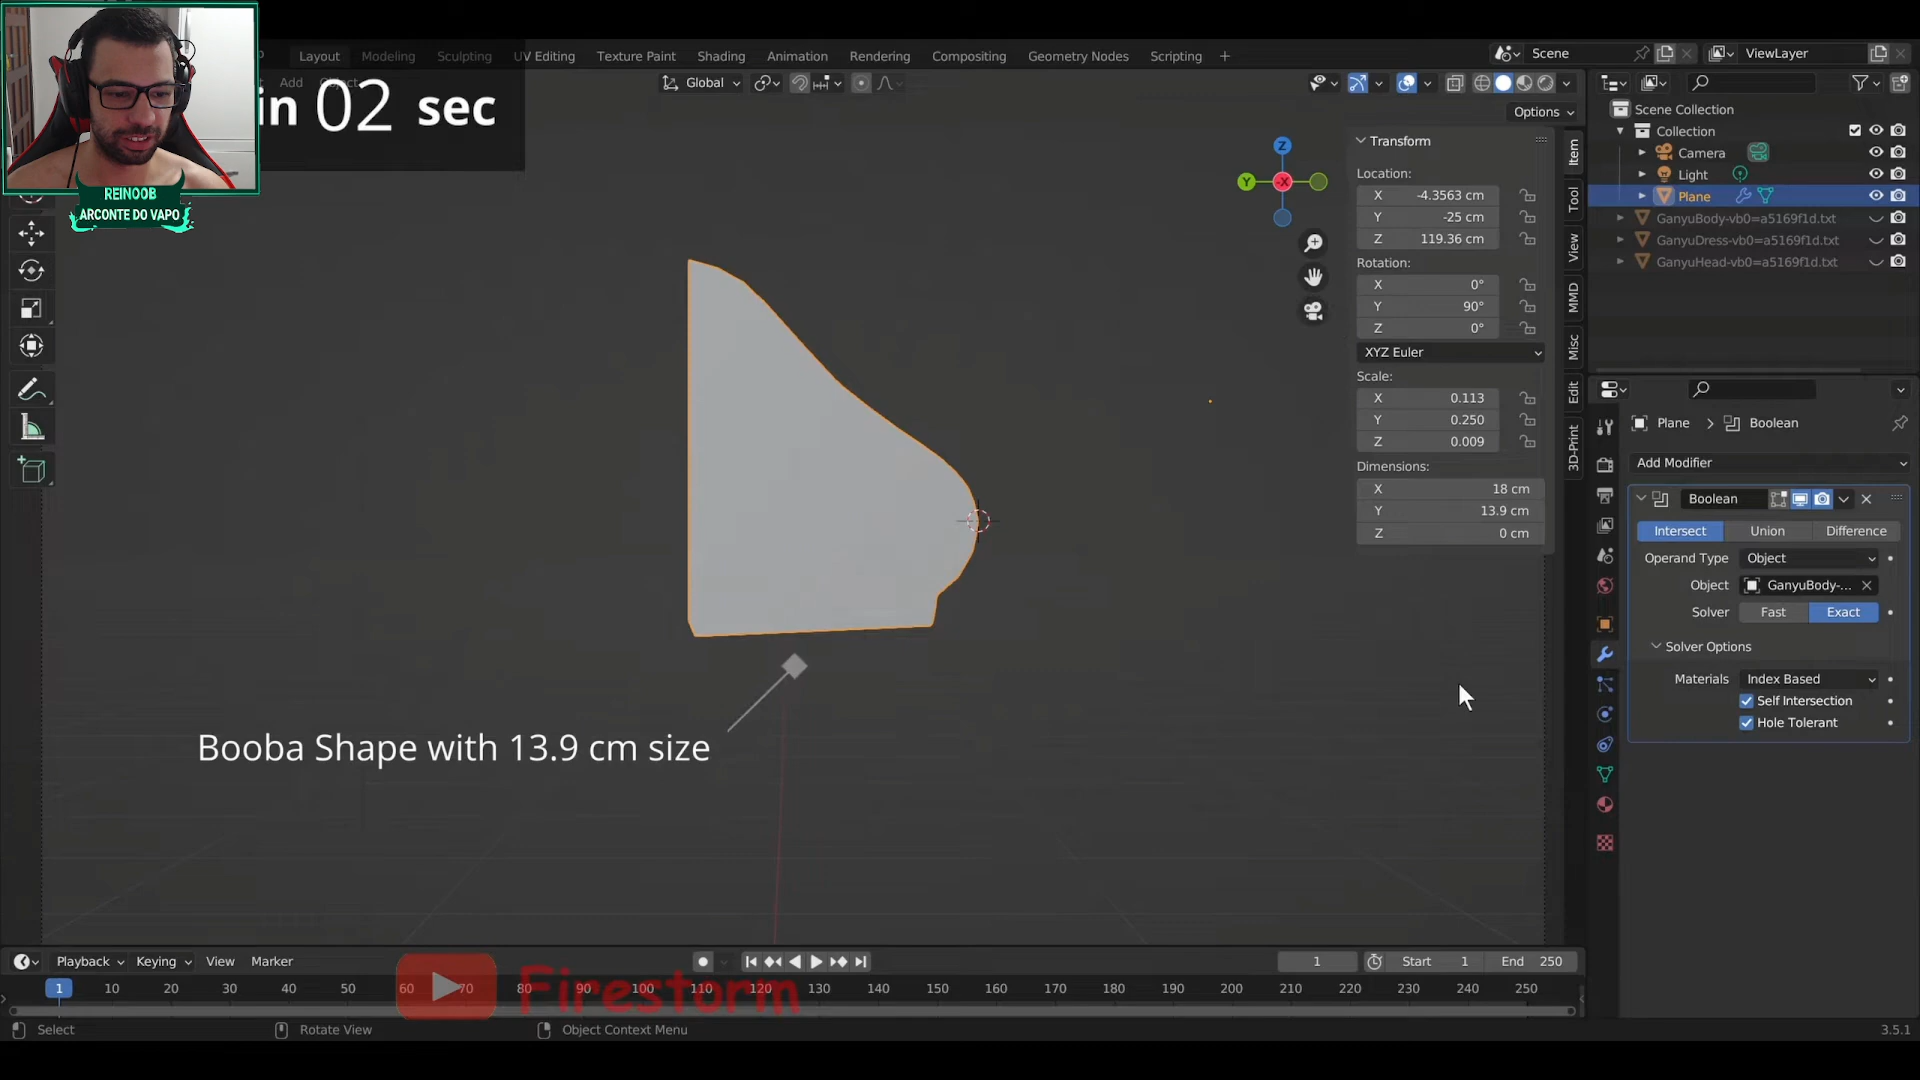 Layout Modeling Sculpting UV Editing Texture Paint Shading Animation Rendering Compositing Geometry Nodes Scripting +
Scene
ViewLayer
Add Object
Global
Options
in 02 sec
REINOOB
ARCONTE DO VAPO
Transform
Location:
X -4.3563 cm
Y -25 cm
Z 119.36 cm
Rotation:
X 0°
Y 90°
Z 0°
XYZ Euler
Scale:
X 0.113
Y 0.250
Z 0.009
Dimensions:
X 18 cm
Y 13.9 cm
Z 0 cm
Z
Y
-X
Item
Tool
View
MMD
Misc
Edit
3D-Print
Scene Collection
Collection
Camera
Light
Plane
GanyuBody-vb0=a5169f1d.txt
GanyuDress-vb0=a5169f1d.txt
GanyuHead-vb0=a5169f1d.txt
Plane > Boolean
Add Modifier
Boolean
Intersect Union Difference
Operand Type Object
Object GanyuBody-...
Solver Fast Exact
Solver Options
Materials Index Based
Self Intersection
Hole Tolerant
Booba Shape with 13.9 cm size
Playback Keying View Marker
1 Start 1 End 250
1 10 20 30 40 50 60 70 80 90 100 110 120 130 140 150 160 170 180 190 200 210 220 230 240 250
Firestorm
Select Rotate View Object Context Menu
3.5.1